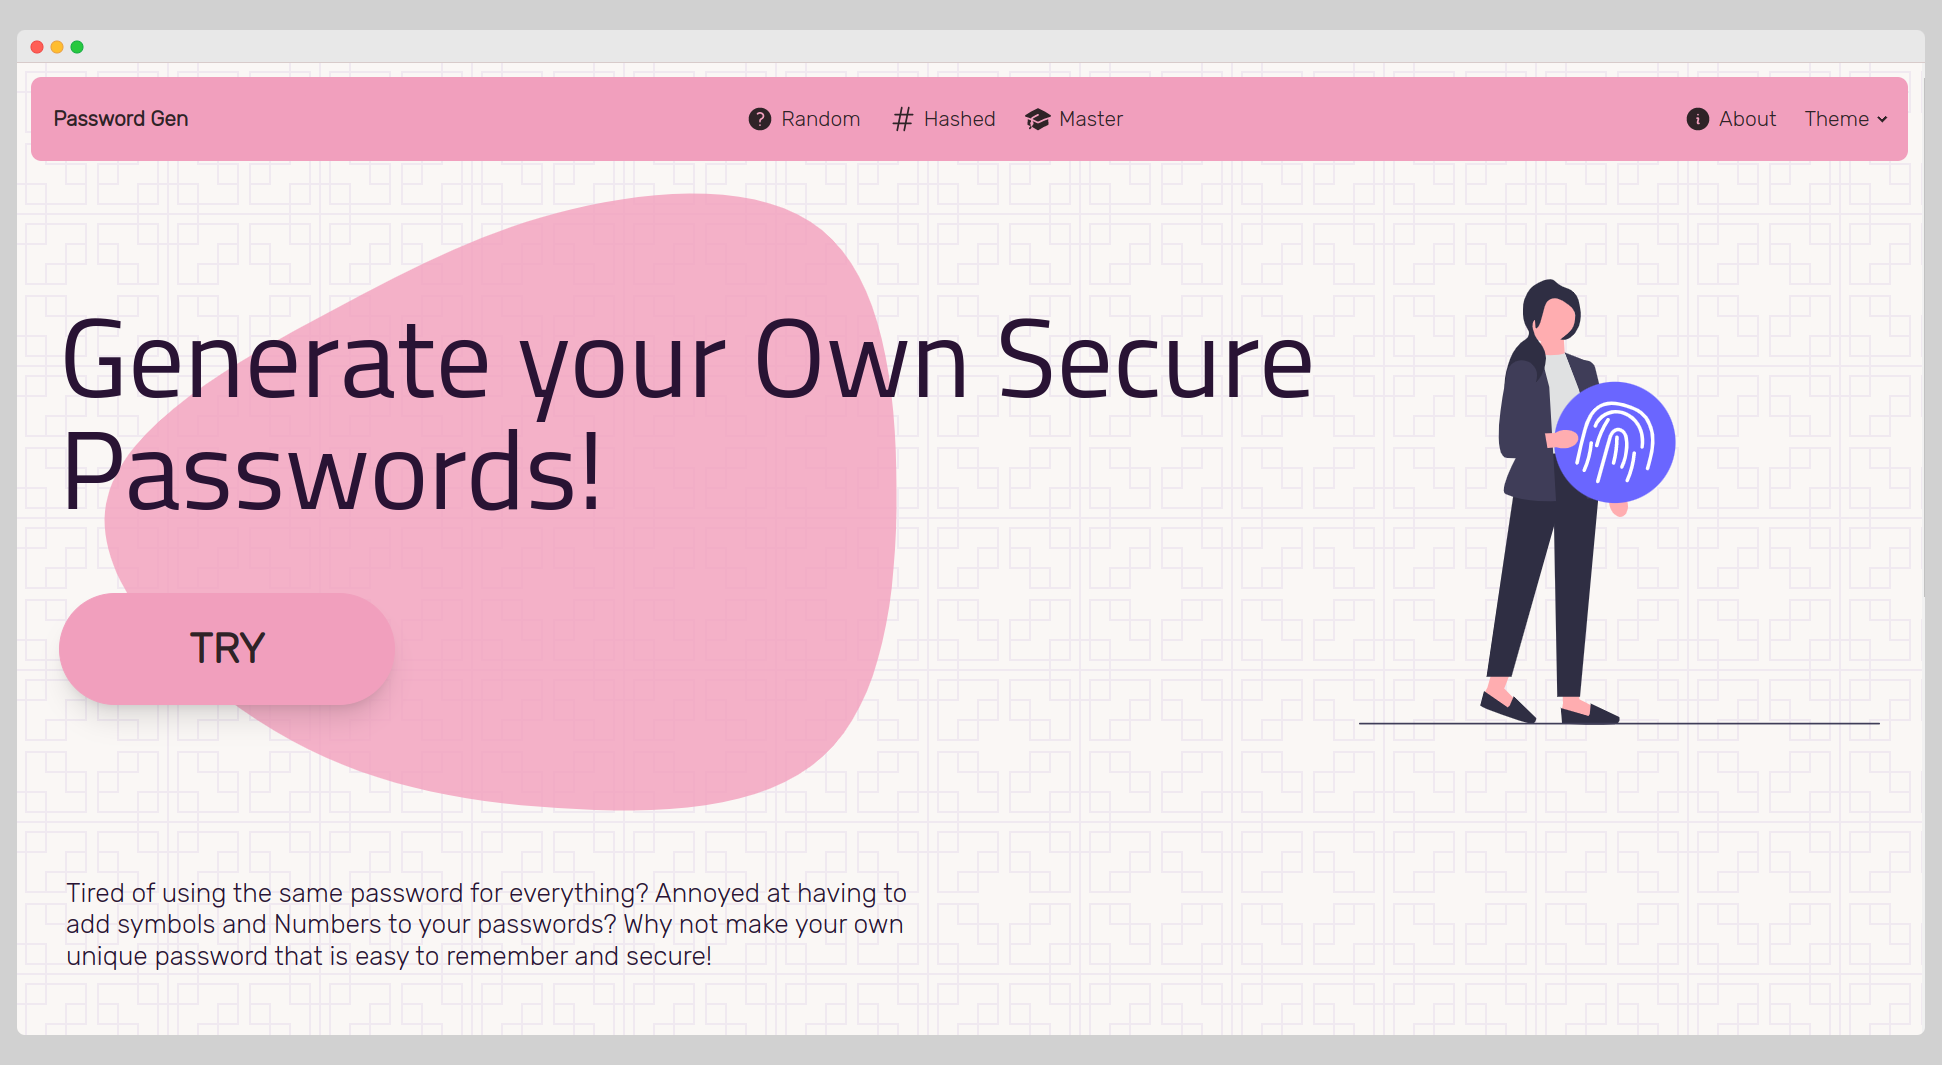 Password Gen
Random
Hashed
Master
About
Theme
Generate your Own Secure
Passwords!
TRY
Tired of using the same password for everything? Annoyed at having to
add symbols and Numbers to your passwords? Why not make your own
unique password that is easy to remember and secure!